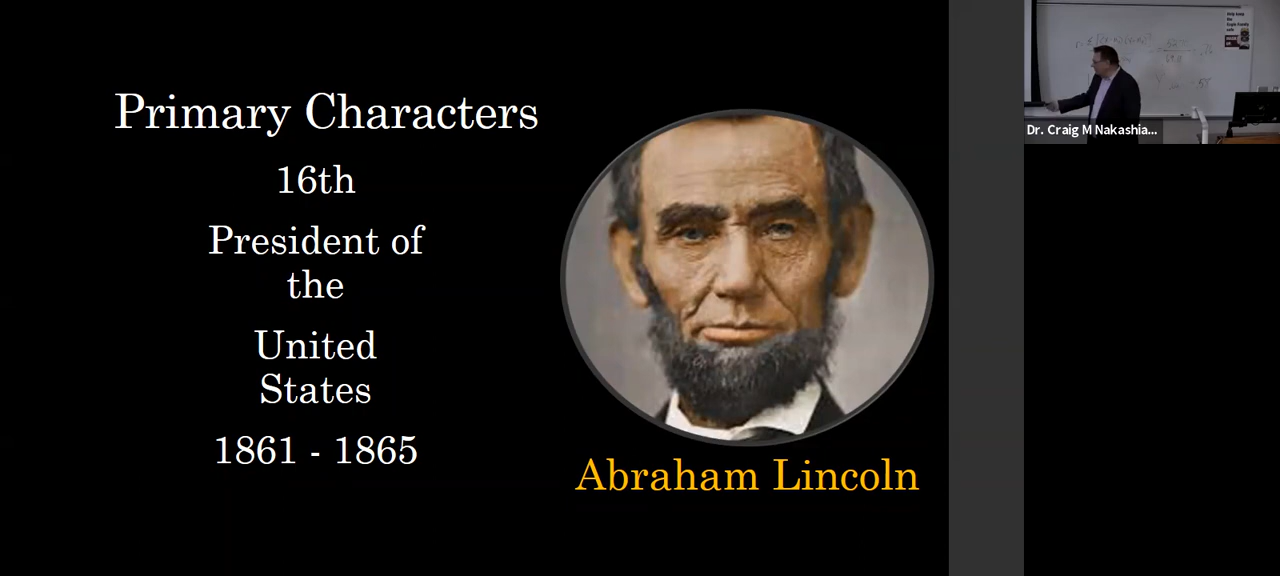 Primary Characters
16th
President of
the
United
States
1861 - 1865
Abraham Lincoln
Dr. Craig M Nakashia...